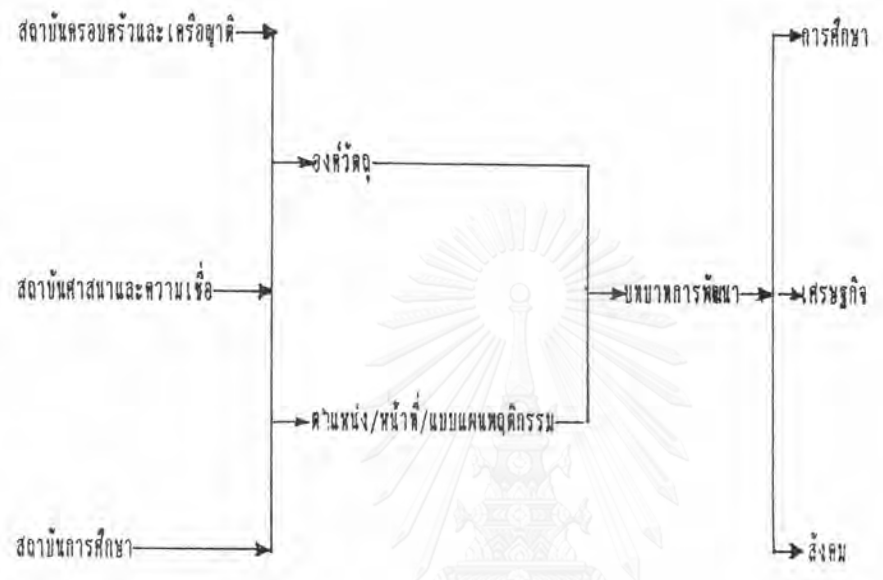 สถาบันครอบครัวและเครือญาติ
การศึกษา
องค์วัตถุ
สถาบันศาสนาและความเชื่อ
บทบาทการพัฒนา
เศรษฐกิจ
ตำแหน่ง/หน้าที่/แบบแผนพฤติกรรม
สถาบันการศึกษา
สังคม